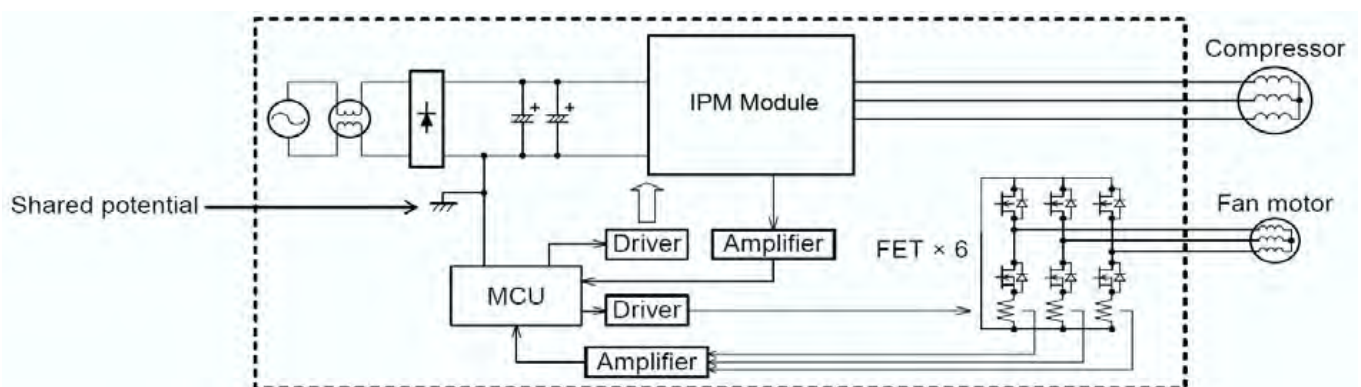 Compressor
IPM Module
Shared potential
Fan motor
Driver
Amplifier
FET × 6
MCU
Driver
Amplifier
+
+